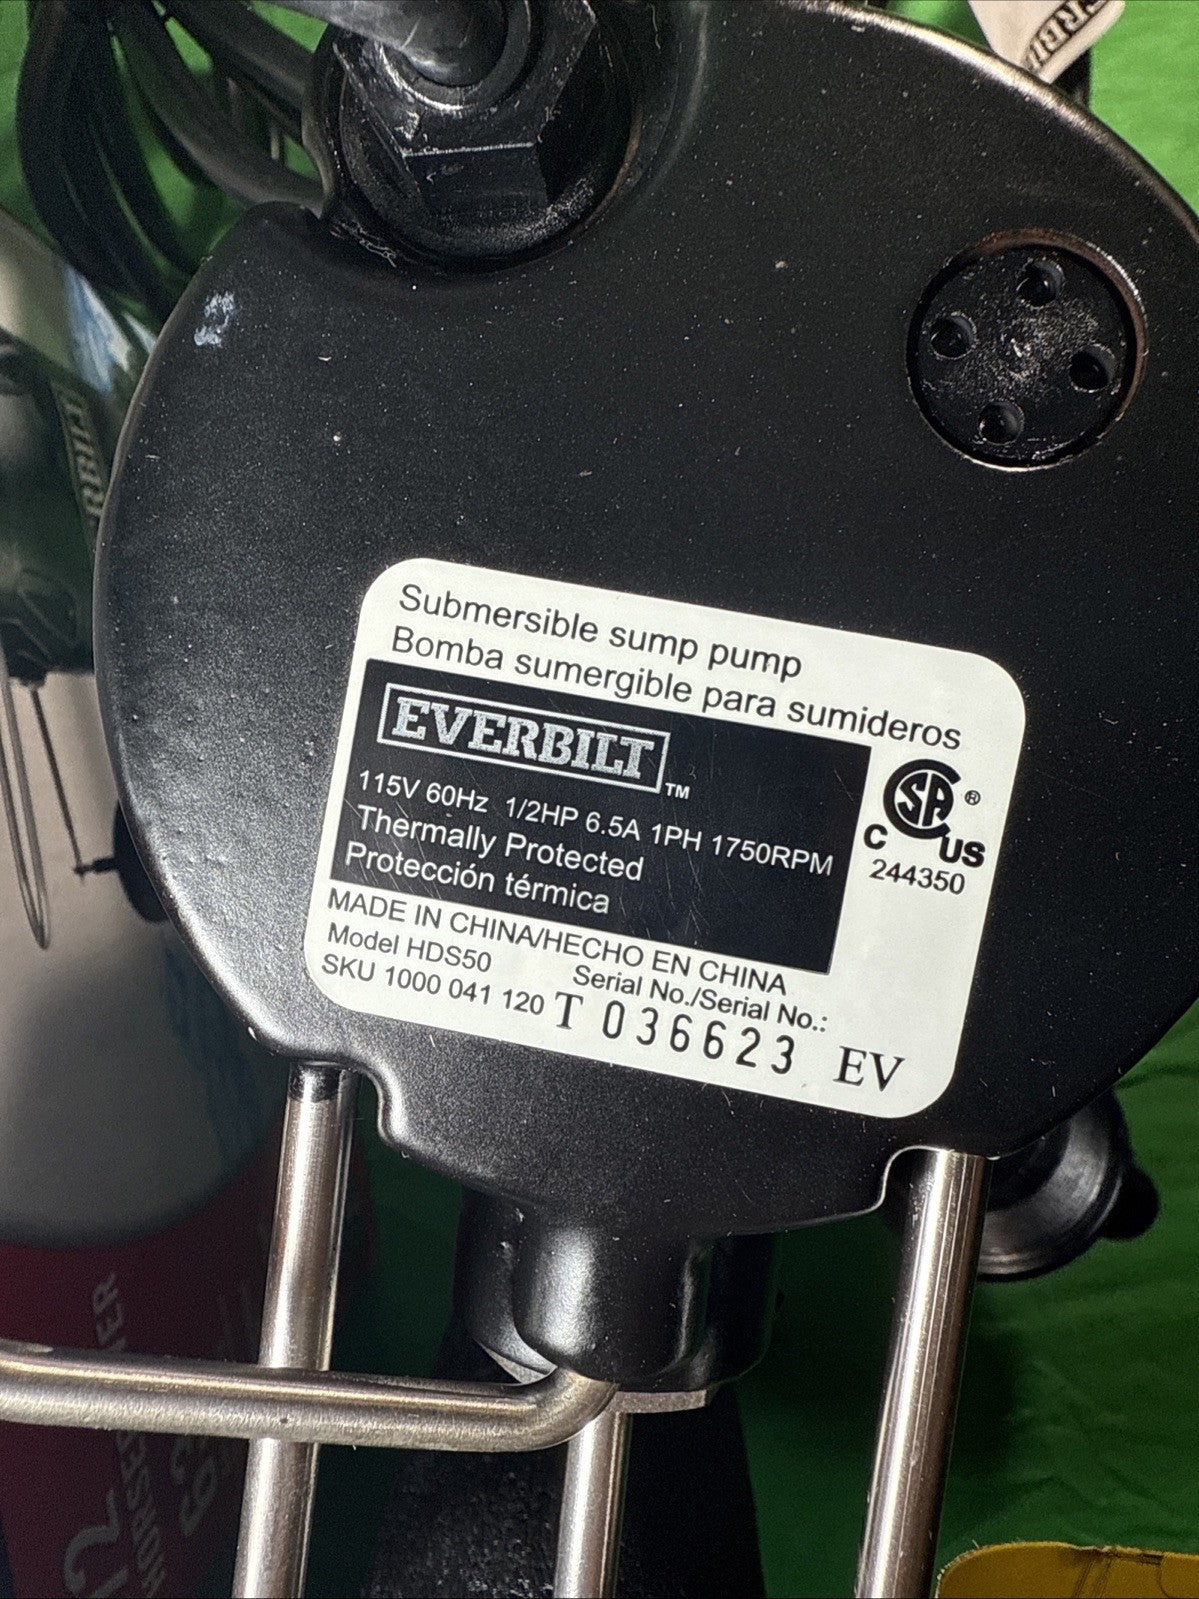 Submersible sump pump
Bomba sumergible para sumideros
EVERBILT™
115V 60Hz 1/2HP 6.5A 1PH 1750RPM
Thermally Protected
Protección térmica
CSA®
C US
244350
MADE IN CHINA/HECHO EN CHINA
Model HDS50
Serial No./Serial No.:
SKU 1000 041 120
T 036623 EV